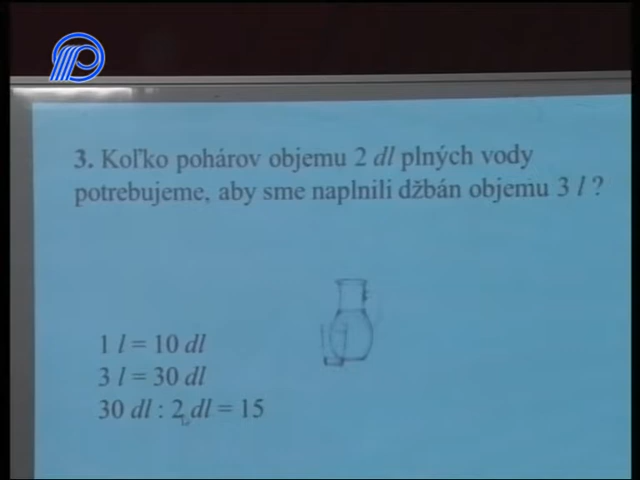 3. Koľko pohárov objemu 2 dl plných vody
potrebujeme, aby sme naplnili džbán objemu 3 l ?
1 l = 10 dl
3 l = 30 dl
30 dl : 2 dl = 15